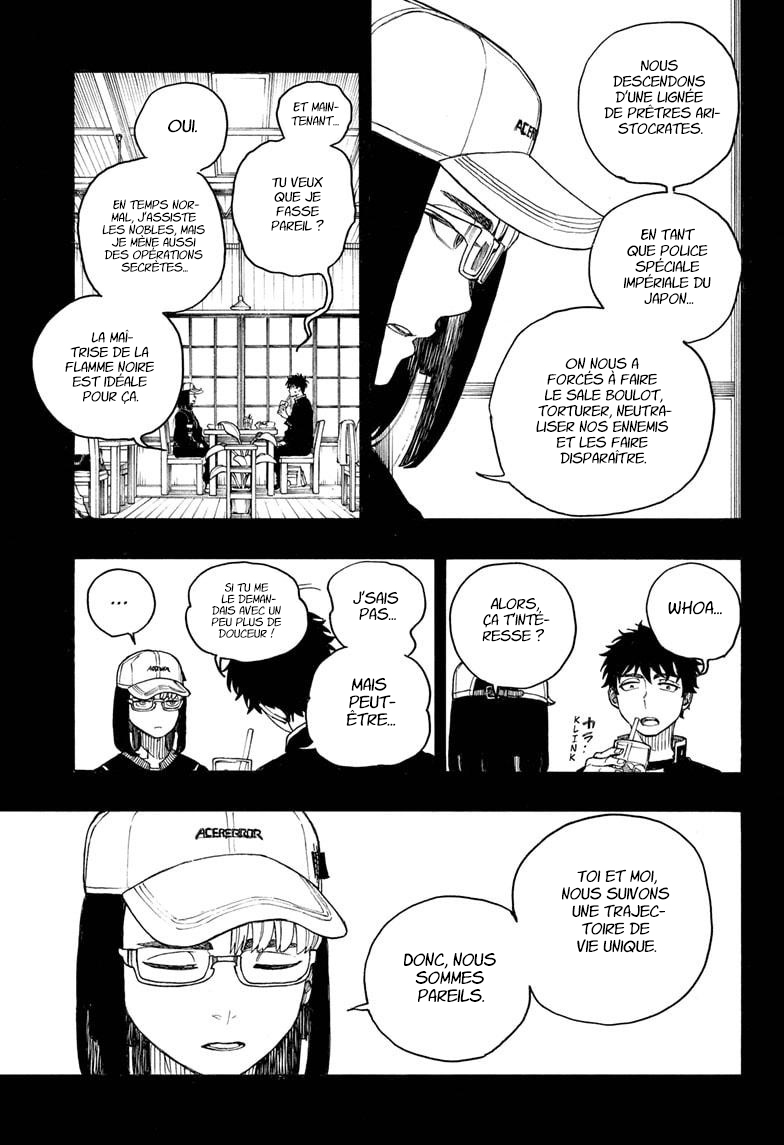 NOUS
DESCENDONS
D'UNE LIGNÉE
DE PRÊTRES ARI-
STOCRATES.
EN TANT
QUE POLICE
SPÉCIALE
IMPÉRIALE DU
JAPON...
ON NOUS A
FORCÉS À FAIRE
LE SALE BOULOT,
TORTURER, NEUTRA-
LISER NOS ENNEMIS
ET LES FAIRE
DISPARAÎTRE.
ET MAIN-
TENANT...
TU VEUX
QUE JE
FASSE
PAREIL ?
OUI.
EN TEMPS NOR-
MAL, J'ASSISTE
LES NOBLES, MAIS
JE MÈNE AUSSI
DES OPÉRATIONS
SECRÈTES...
LA MAÎ-
TRISE DE LA
FLAMME NOIRE
EST IDÉALE
POUR ÇA.
WHOA...
ALORS,
ÇA T'INTÉ-
RESSE ?
カラ…
KLINK
J'SAIS
PAS...
MAIS
PEUT-
ÊTRE...
SI TU ME
LE DEMAN-
DAIS AVEC UN
PEU PLUS DE
DOUCEUR !
...
ACERERROR
TOI ET MOI,
NOUS SUIVONS
UNE TRAJEC-
TOIRE DE
VIE UNIQUE.
DONC, NOUS
SOMMES
PAREILS.